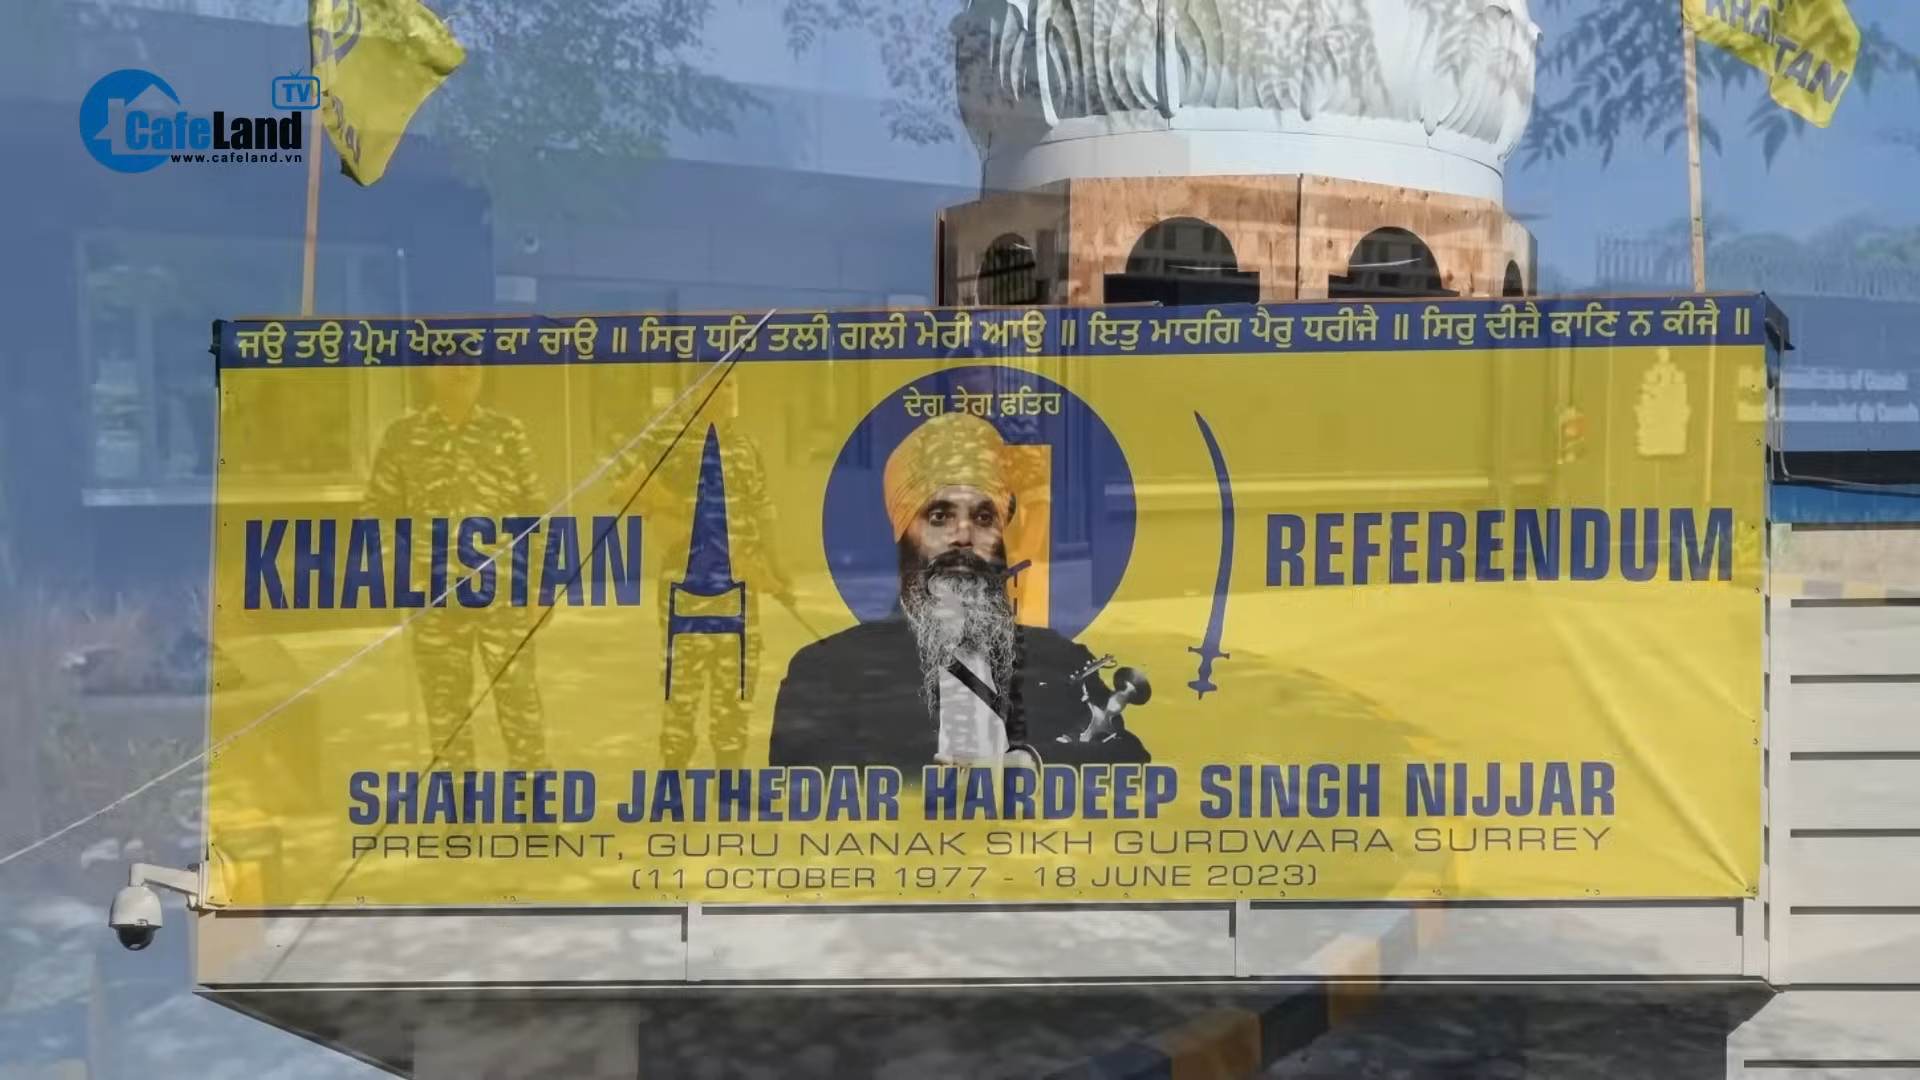 TV
CafeLand
www.cafeland.vn
KHALISTAN
ਜਉ ਤਉ ਪ੍ਰੇਮ ਖੇਲਣ ਕਾ ਚਾਉ ॥ ਸਿਰੁ ਧਰਿ ਤਲੀ ਗਲੀ ਮੇਰੀ ਆਉ ॥ ਇਤੁ ਮਾਰਗਿ ਪੈਰੁ ਧਰੀਜੈ ॥ ਸਿਰੁ ਦੀਜੈ ਕਾਣਿ ਨ ਕੀਜੈ ॥
ਦੇਗ ਤੇਗ ਫ਼ਤਿਹ
KHALISTAN REFERENDUM
SHAHEED JATHEDAR HARDEEP SINGH NIJJAR
PRESIDENT, GURU NANAK SIKH GURDWARA SURREY
(11 OCTOBER 1977 - 18 JUNE 2023)